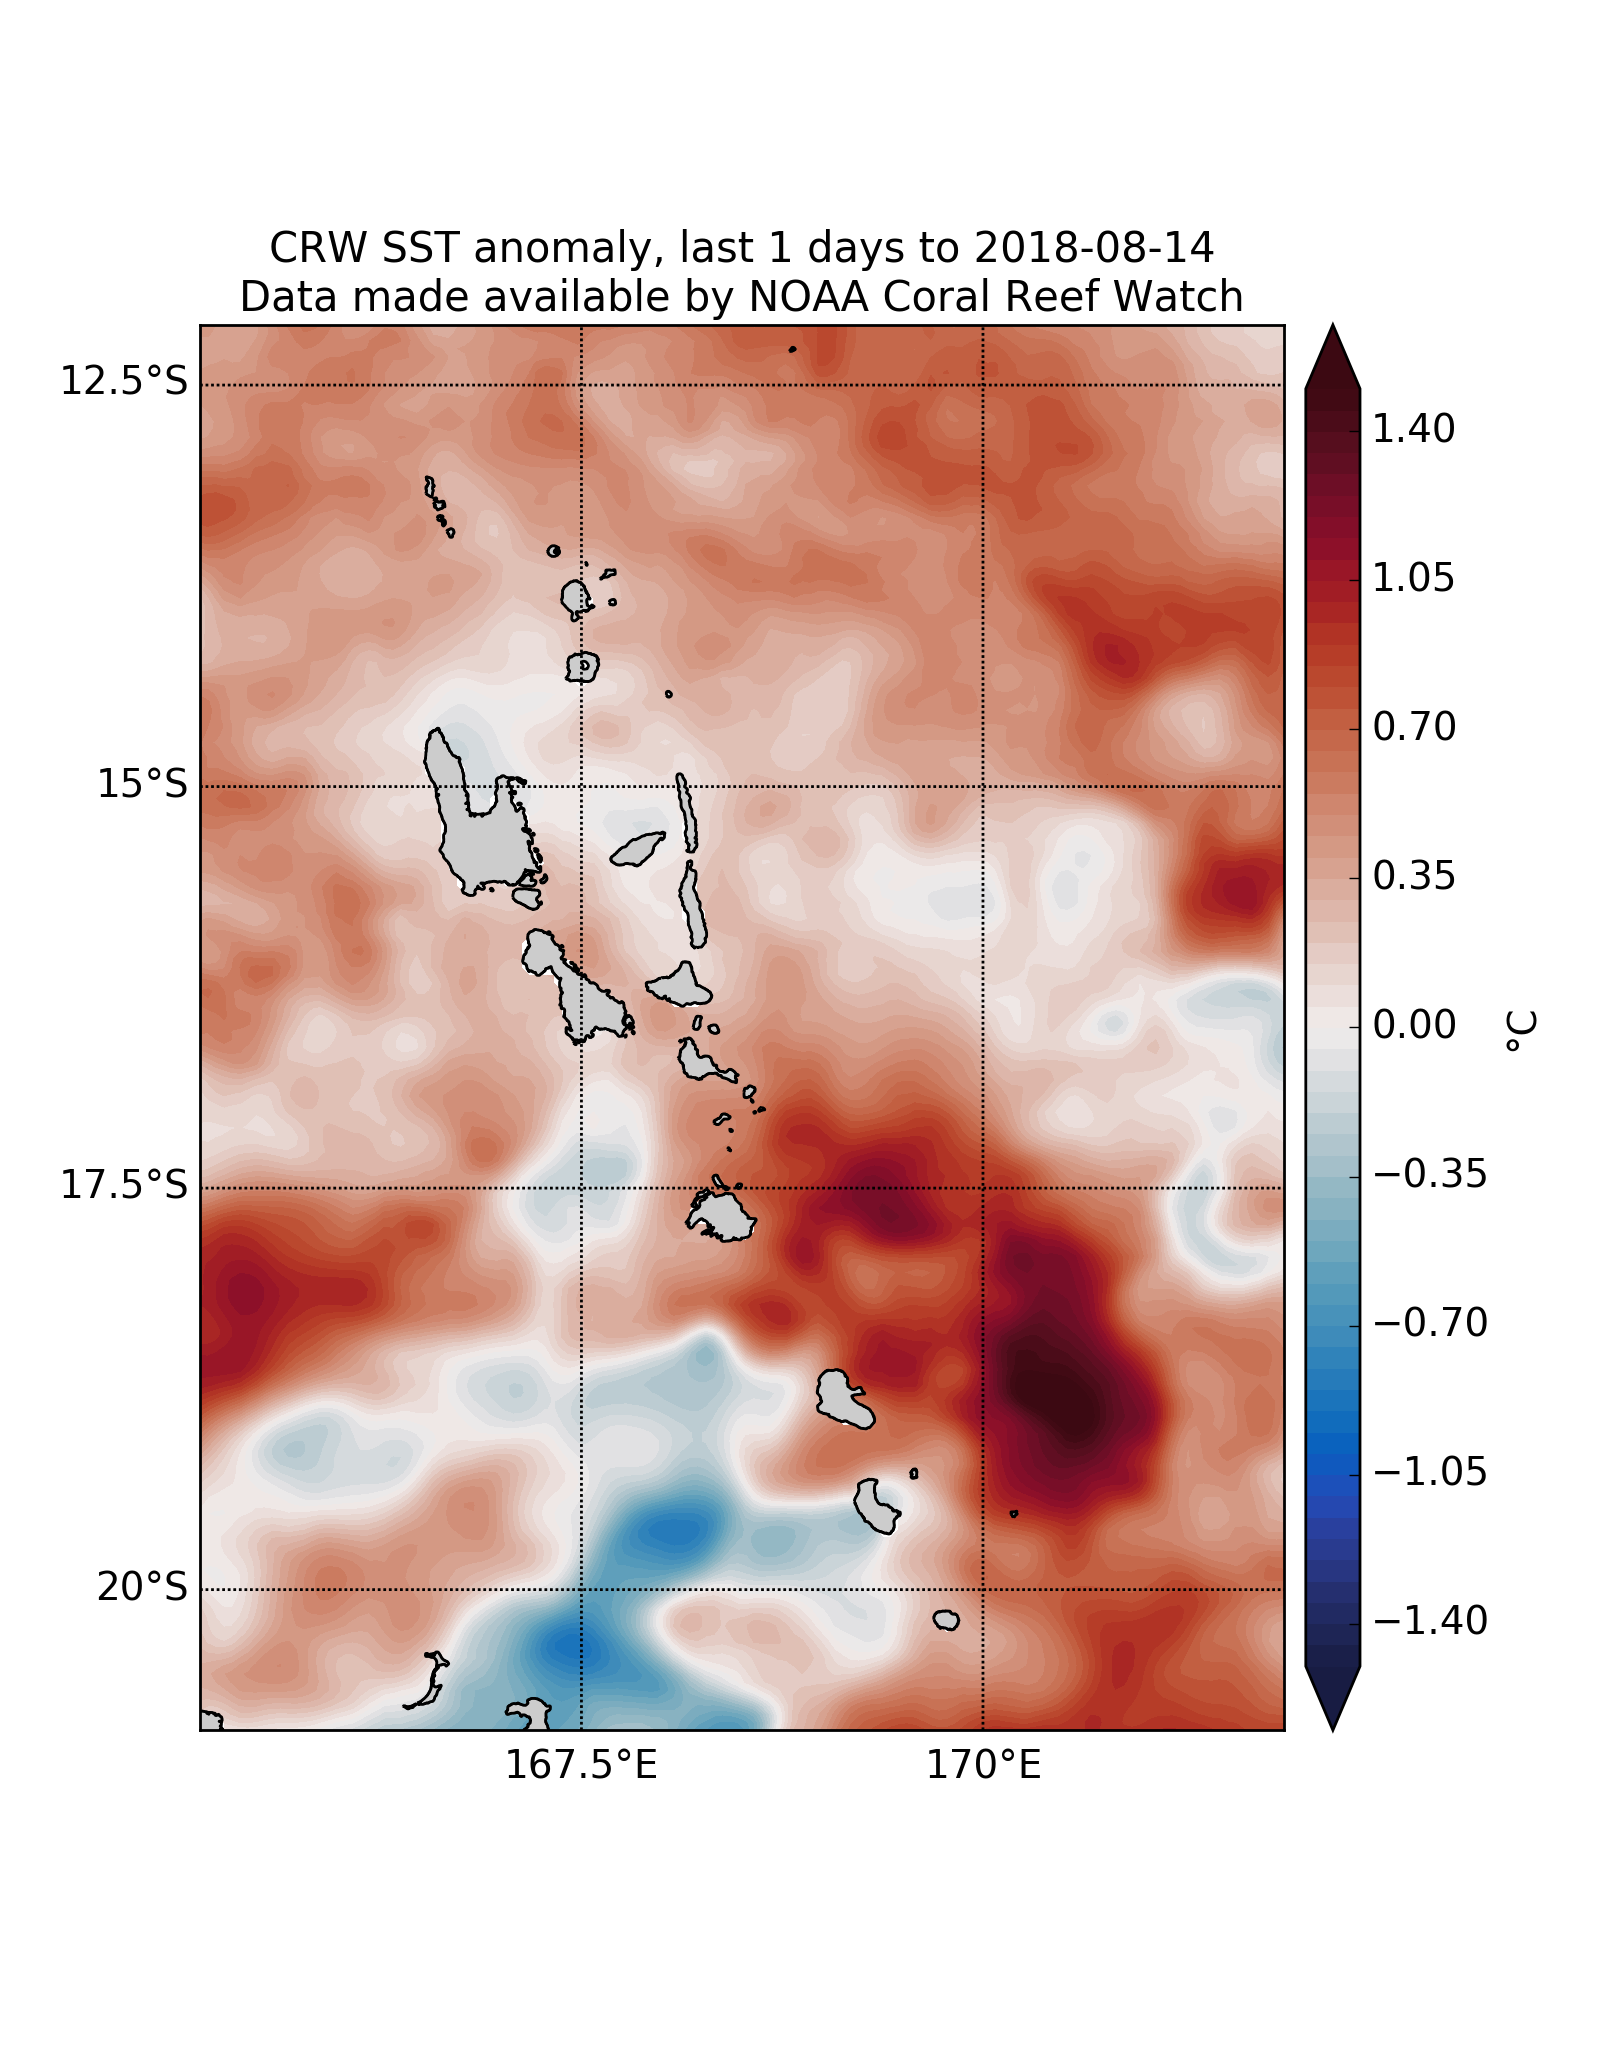 CRW SST anomaly, last 1 days to 2018-08-14
Data made available by NOAA Coral Reef Watch
12.5°S
15°S
17.5°S
20°S
167.5°E
170°E
1.40
1.05
0.70
0.35
0.00
−0.35
−0.70
−1.05
−1.40
°C